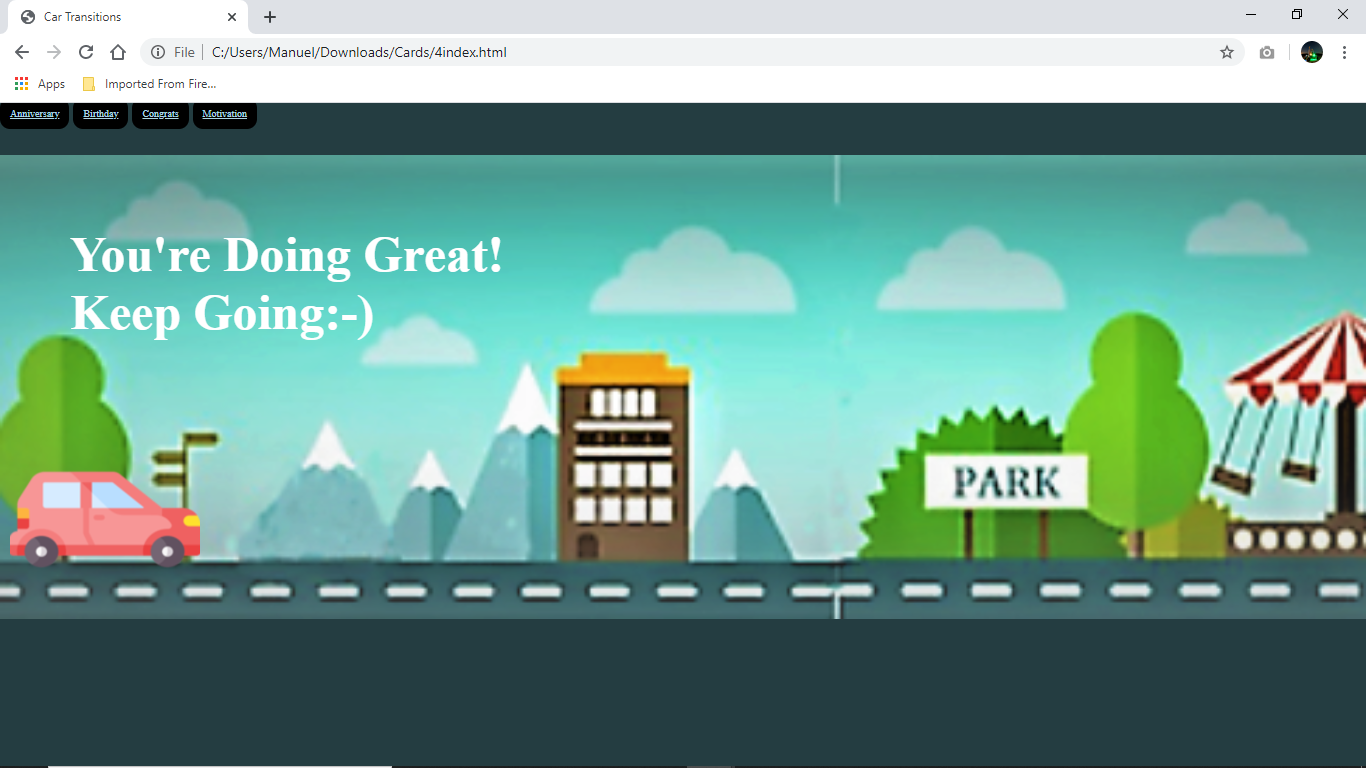 Car Transitions
File C:/Users/Manuel/Downloads/Cards/4index.html
Apps Imported From Fire...
Anniversary Birthday Congrats Motivation
You're Doing Great!
Keep Going:-)
PARK